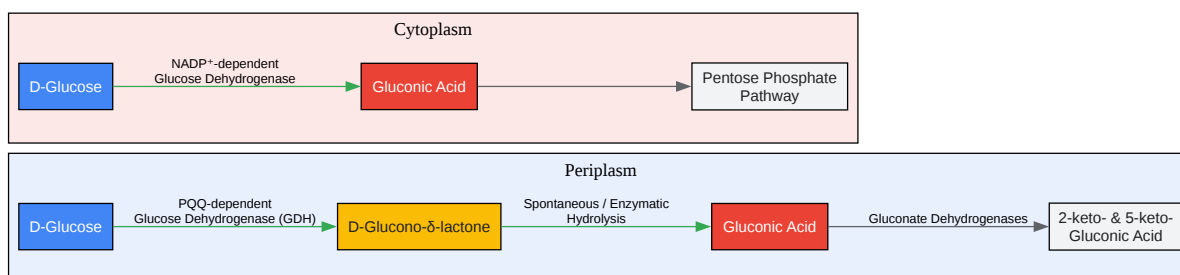 Cytoplasm
D-Glucose
NADP⁺-dependent
Glucose Dehydrogenase
Gluconic Acid
Pentose Phosphate
Pathway
Periplasm
D-Glucose
PQQ-dependent
Glucose Dehydrogenase (GDH)
D-Glucono-δ-lactone
Spontaneous / Enzymatic
Hydrolysis
Gluconic Acid
Gluconate Dehydrogenases
2-keto- & 5-keto-
Gluconic Acid